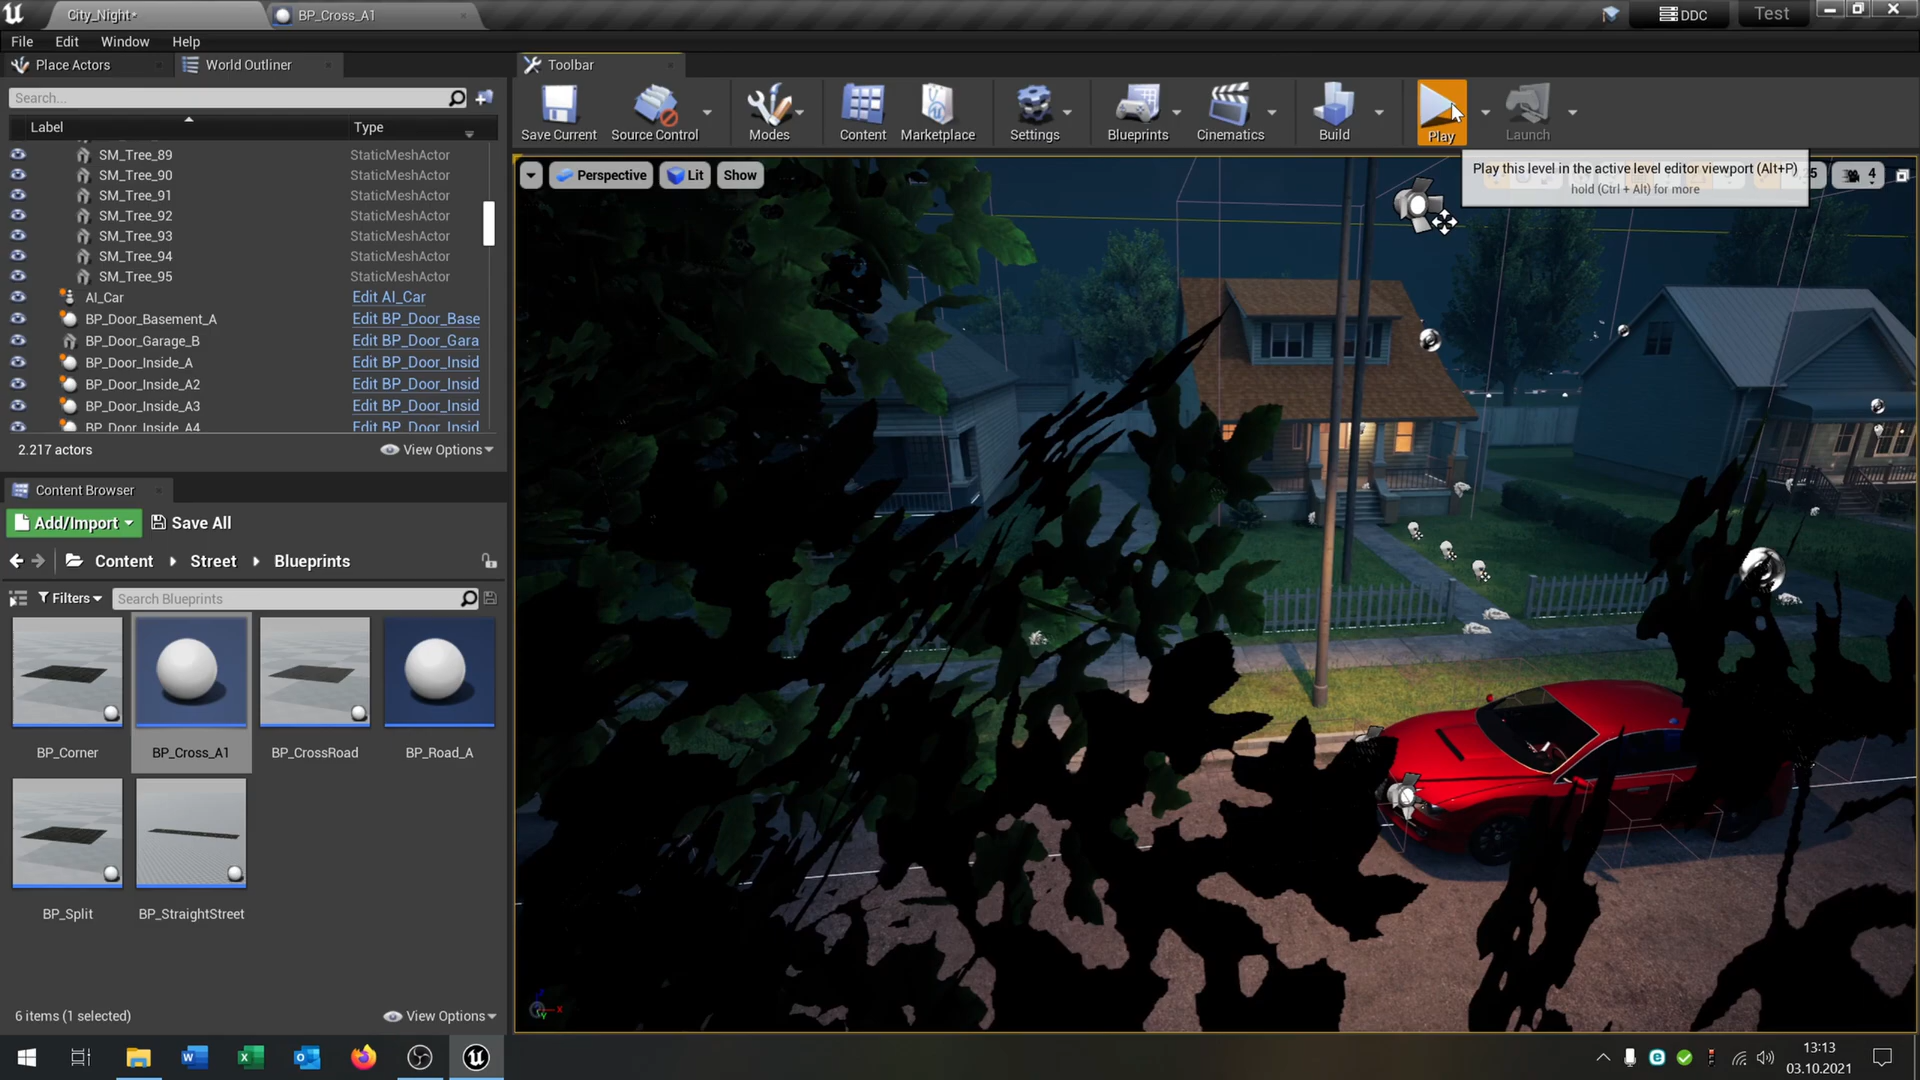 City_Night*
BP_Cross_A1
DDC
Test
File Edit Window Help
Place Actors
World Outliner
Toolbar
Search...
Label
Type
SM_Tree_89 StaticMeshActor
SM_Tree_90 StaticMeshActor
SM_Tree_91 StaticMeshActor
SM_Tree_92 StaticMeshActor
SM_Tree_93 StaticMeshActor
SM_Tree_94 StaticMeshActor
SM_Tree_95 StaticMeshActor
AI_Car Edit AI_Car
BP_Door_Basement_A Edit BP_Door_Base
BP_Door_Garage_B Edit BP_Door_Gara
BP_Door_Inside_A Edit BP_Door_Insid
BP_Door_Inside_A2 Edit BP_Door_Insid
BP_Door_Inside_A3 Edit BP_Door_Insid
BP_Door_Inside_A4 Edit BP_Door_Insid
2.217 actors
View Options
Save Current
Source Control
Modes
Content
Marketplace
Settings
Blueprints
Cinematics
Build
Play
Launch
Perspective
Lit
Show
Play this level in the active level editor viewport (Alt+P)
hold (Ctrl + Alt) for more
4
Content Browser
Add/Import
Save All
Content
Street
Blueprints
Filters
Search Blueprints
BP_Corner
BP_Cross_A1
BP_CrossRoad
BP_Road_A
BP_Split
BP_StraightStreet
6 items (1 selected)
View Options
13:13
03.10.2021